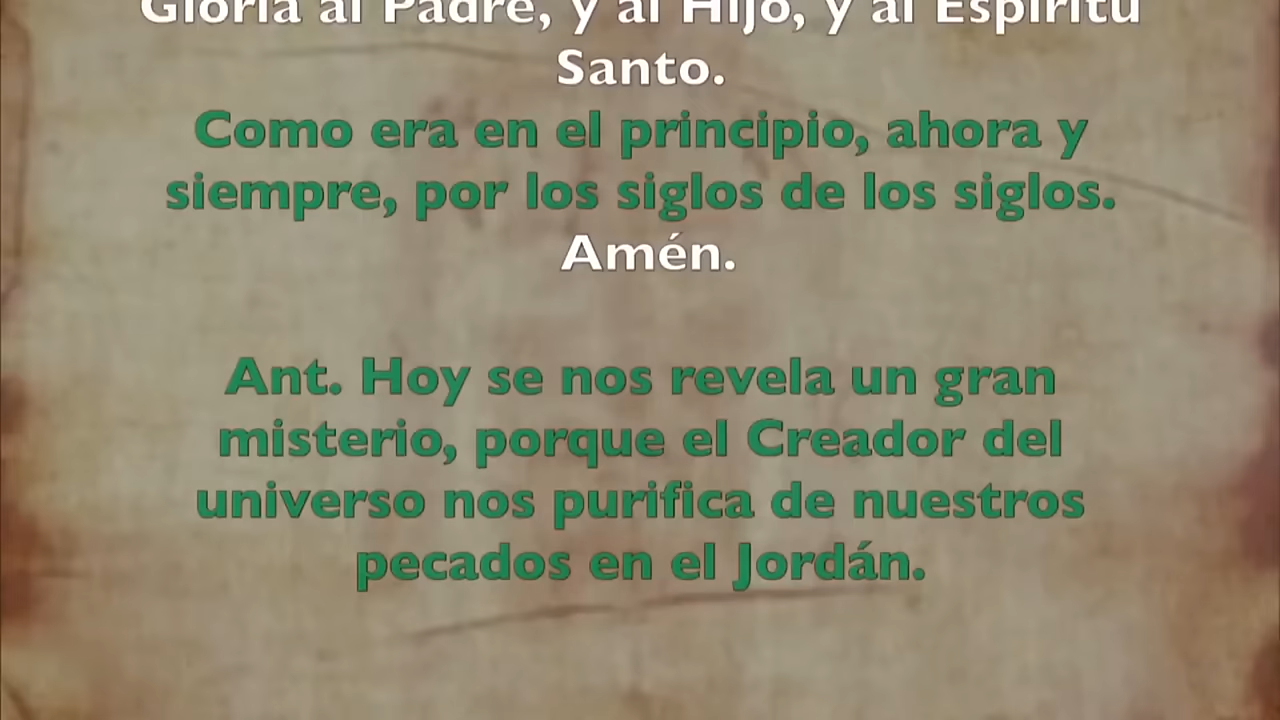 Gloria al Padre, y al Hijo, y al Espíritu
Santo.
Como era en el principio, ahora y
siempre, por los siglos de los siglos.
Amén.
Ant. Hoy se nos revela un gran
misterio, porque el Creador del
universo nos purifica de nuestros
pecados en el Jordán.